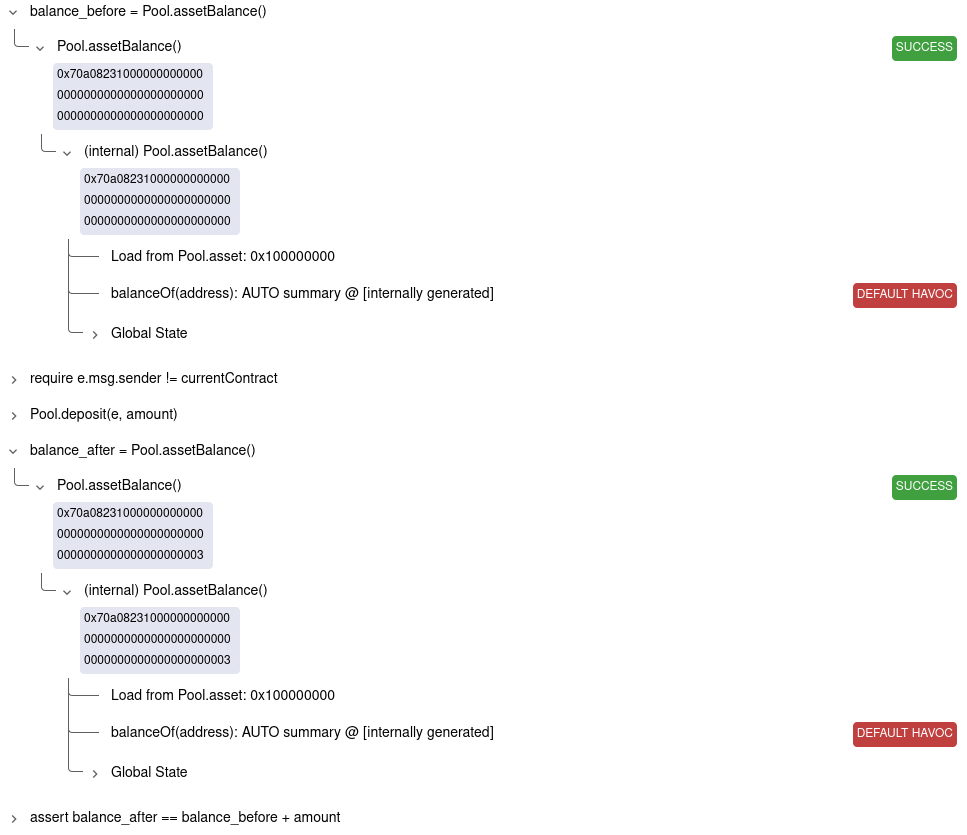 balance_before = Pool.assetBalance()
Pool.assetBalance()
SUCCESS
0x70a08231000000000000
0000000000000000000000
0000000000000000000000
(internal) Pool.assetBalance()
0x70a08231000000000000
0000000000000000000000
0000000000000000000000
Load from Pool.asset: 0x100000000
balanceOf(address): AUTO summary @ [internally generated]
DEFAULT HAVOC
Global State
require e.msg.sender != currentContract
Pool.deposit(e, amount)
balance_after = Pool.assetBalance()
Pool.assetBalance()
SUCCESS
0x70a08231000000000000
0000000000000000000000
0000000000000000000003
(internal) Pool.assetBalance()
0x70a08231000000000000
0000000000000000000000
0000000000000000000003
Load from Pool.asset: 0x100000000
balanceOf(address): AUTO summary @ [internally generated]
DEFAULT HAVOC
Global State
assert balance_after == balance_before + amount